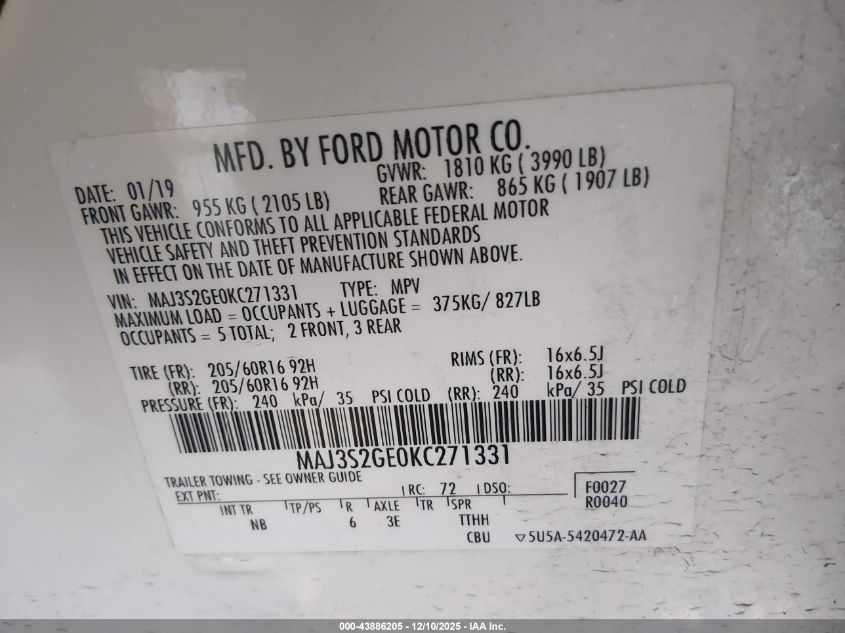 MFD. BY FORD MOTOR CO.
DATE: 01/19 GVWR: 1810 KG ( 3990 LB)
FRONT GAWR: 955 KG ( 2105 LB) REAR GAWR: 865 KG ( 1907 LB)
THIS VEHICLE CONFORMS TO ALL APPLICABLE FEDERAL MOTOR
VEHICLE SAFETY AND THEFT PREVENTION STANDARDS
IN EFFECT ON THE DATE OF MANUFACTURE SHOWN ABOVE.
VIN: MAJ3S2GE0KC271331 TYPE: MPV
MAXIMUM LOAD = OCCUPANTS + LUGGAGE = 375KG/ 827LB
OCCUPANTS = 5 TOTAL; 2 FRONT, 3 REAR
TIRE (FR): 205/60R16 92H RIMS (FR): 16x6.5J
(RR): 205/60R16 92H (RR): 16x6.5J
PRESSURE (FR): 240 kPa/ 35 PSI COLD (RR): 240 kPa/ 35 PSI COLD
MAJ3S2GE0KC271331
TRAILER TOWING - SEE OWNER GUIDE
EXT PNT: RC: 72 DSO: F0027
R0040
INT TR TP/PS R AXLE TR SPR
NB 6 3E TTHH
CBU ▽5U5A-5420472-AA
000-43886205 - 12/10/2025 - IAA Inc.